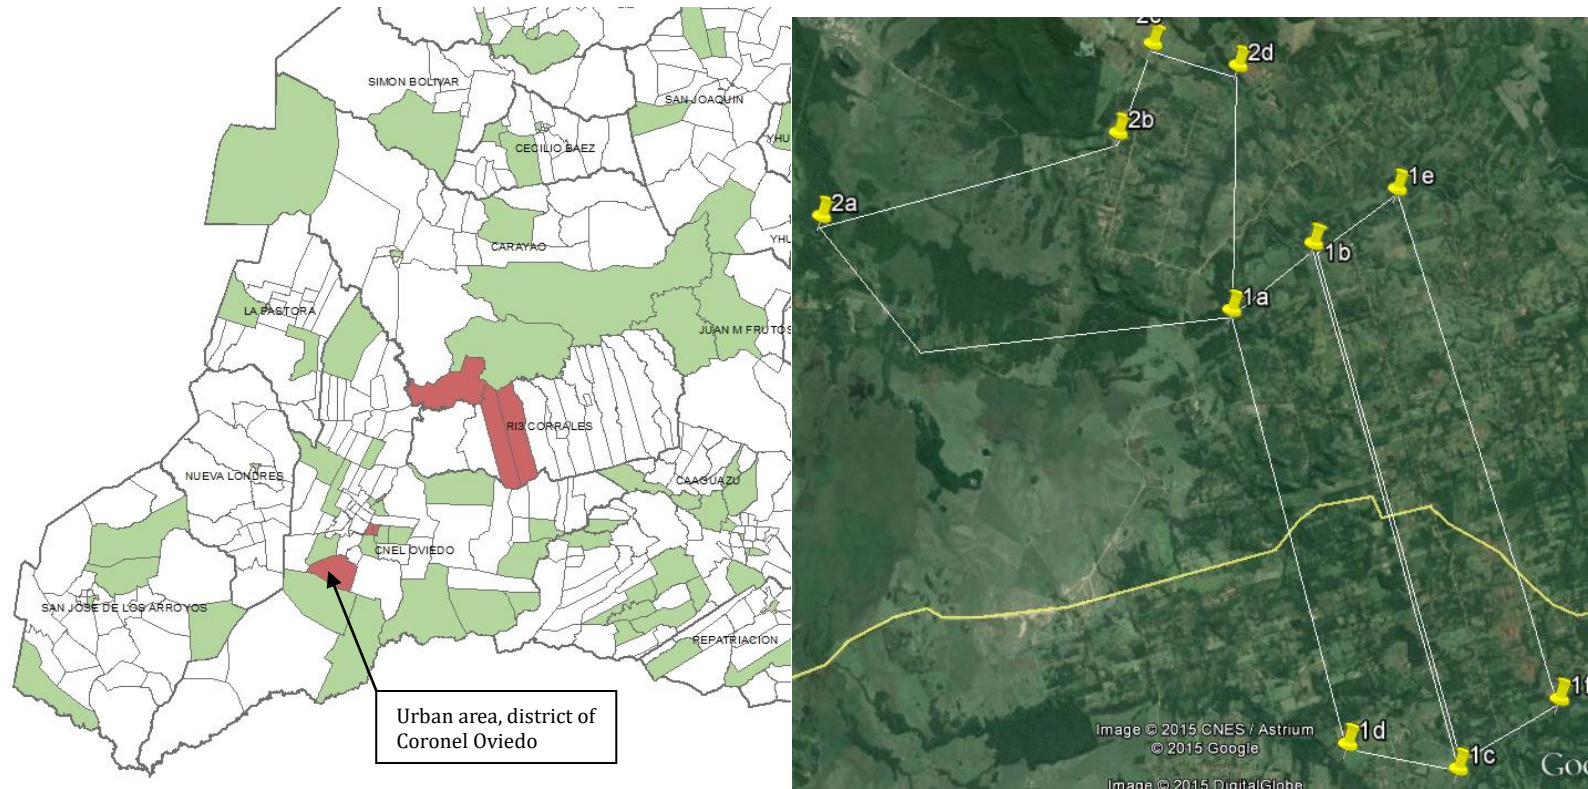 SIMON BOLIVAR
SAN JOAQUIN
CECILIO BAEZ
YHU
CARAYAO
YHU
LA PASTORA
JUAN M FRUTOS
RI3 CORRALES
NUEVA LONDRES
CAAGUAZU
CNEL OVIEDO
SAN JOSE DE LOS ARROYOS
REPATRIACION
Urban area, district of
Coronel Oviedo
2d
2b
1e
2a
1b
1a
1d
1c
Image © 2015 CNES / Astrium
© 2015 Google
Image © 2015 DigitalGlobe
Goo